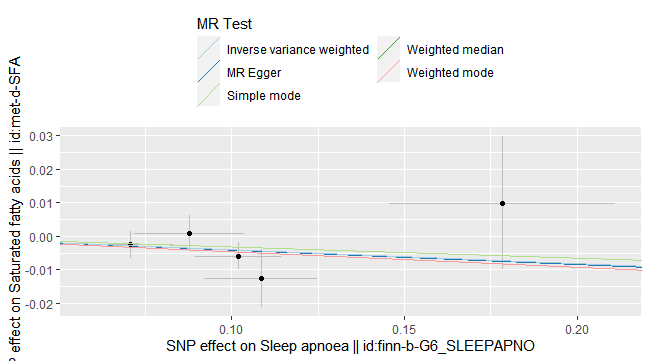 MR Test
Inverse variance weighted
Weighted median
MR Egger
Weighted mode
Simple mode
effect on Saturated fatty acids || id:met-d-SFA
0.03
0.02
0.01
0.00
-0.01
-0.02
0.10
0.15
0.20
SNP effect on Sleep apnoea || id:finn-b-G6_SLEEPAPNO